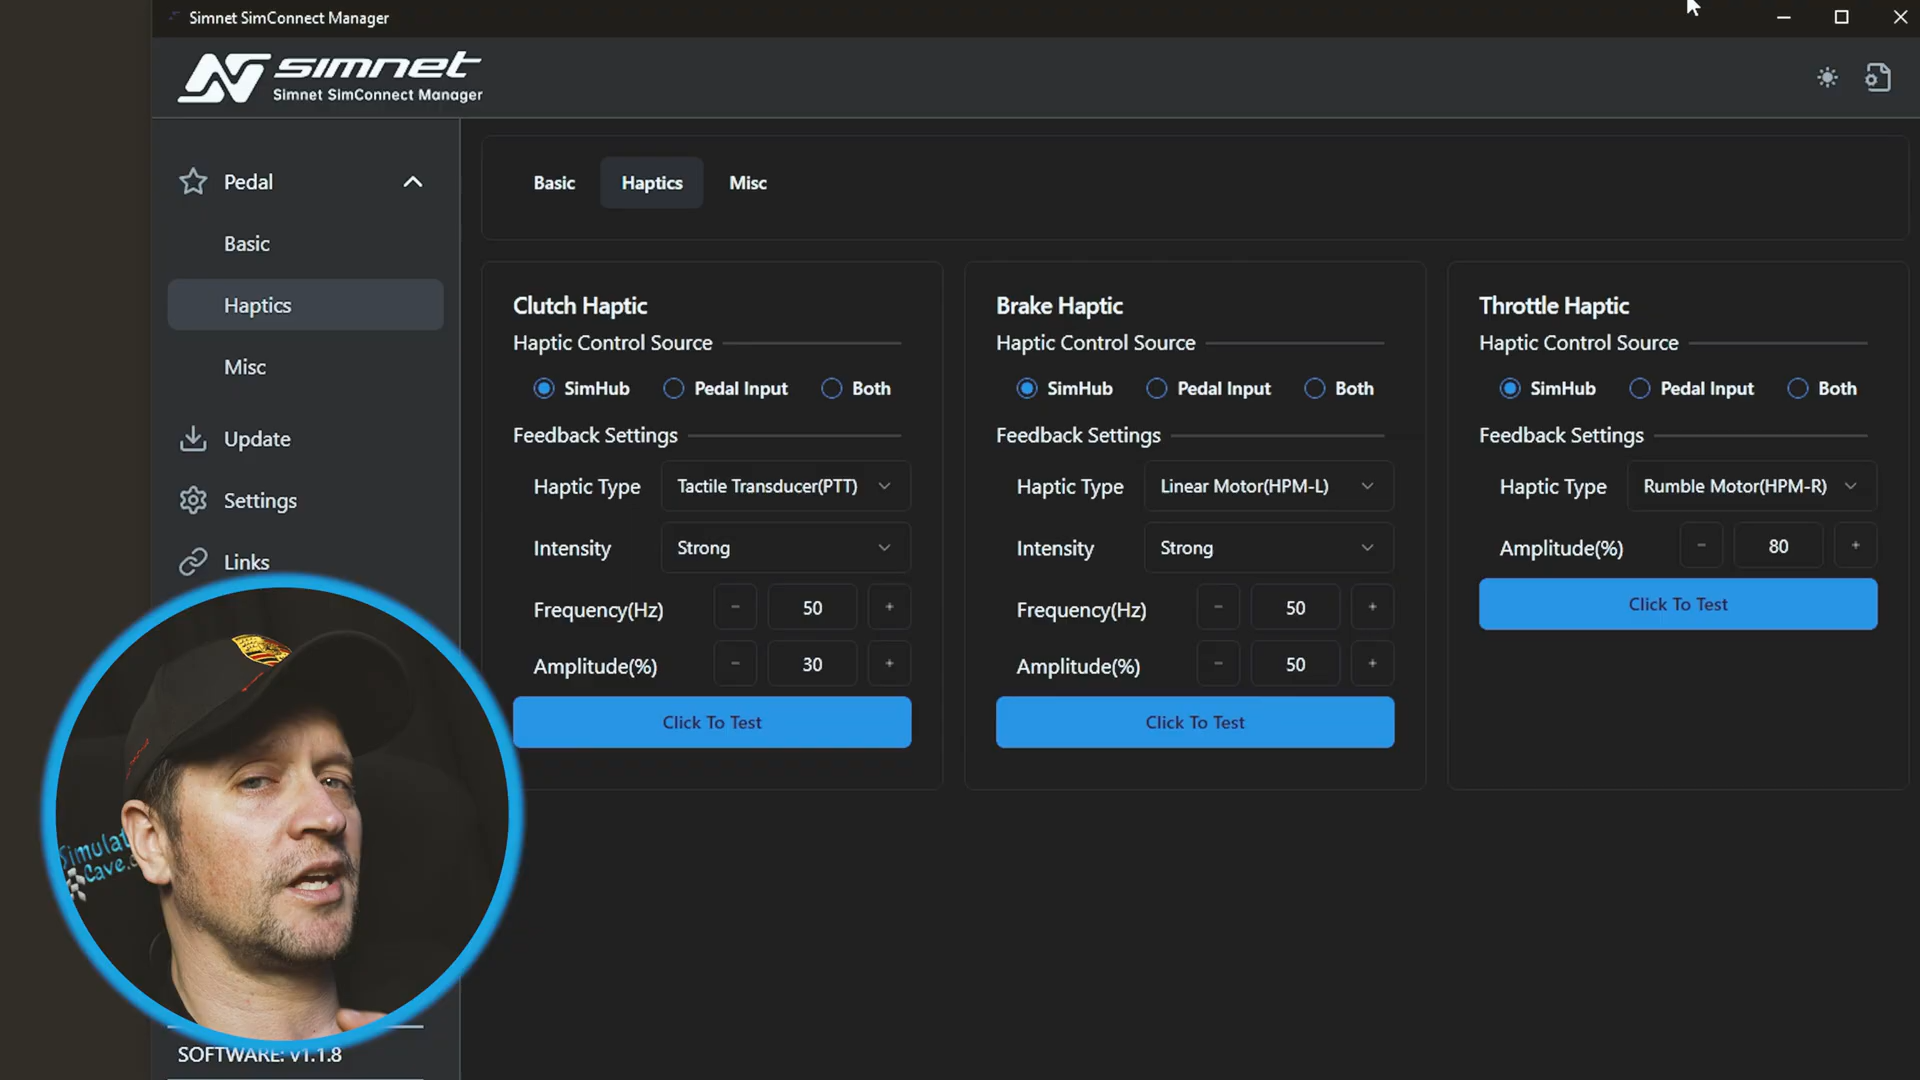 Simnet SimConnect Manager
simnet
Simnet SimConnect Manager
Pedal
Basic
Haptics
Misc
Update
Settings
Links
SOFTWARE: v1.1.8
Basic
Haptics
Misc
Clutch Haptic
Haptic Control Source
SimHub
Pedal Input
Both
Feedback Settings
Haptic Type
Tactile Transducer(PTT)
Intensity
Strong
Frequency(Hz)
-
50
+
Amplitude(%)
-
30
+
Click To Test
Brake Haptic
Haptic Control Source
SimHub
Pedal Input
Both
Feedback Settings
Haptic Type
Linear Motor(HPM-L)
Intensity
Strong
Frequency(Hz)
-
50
+
Amplitude(%)
-
50
+
Click To Test
Throttle Haptic
Haptic Control Source
SimHub
Pedal Input
Both
Feedback Settings
Haptic Type
Rumble Motor(HPM-R)
Amplitude(%)
-
80
+
Click To Test